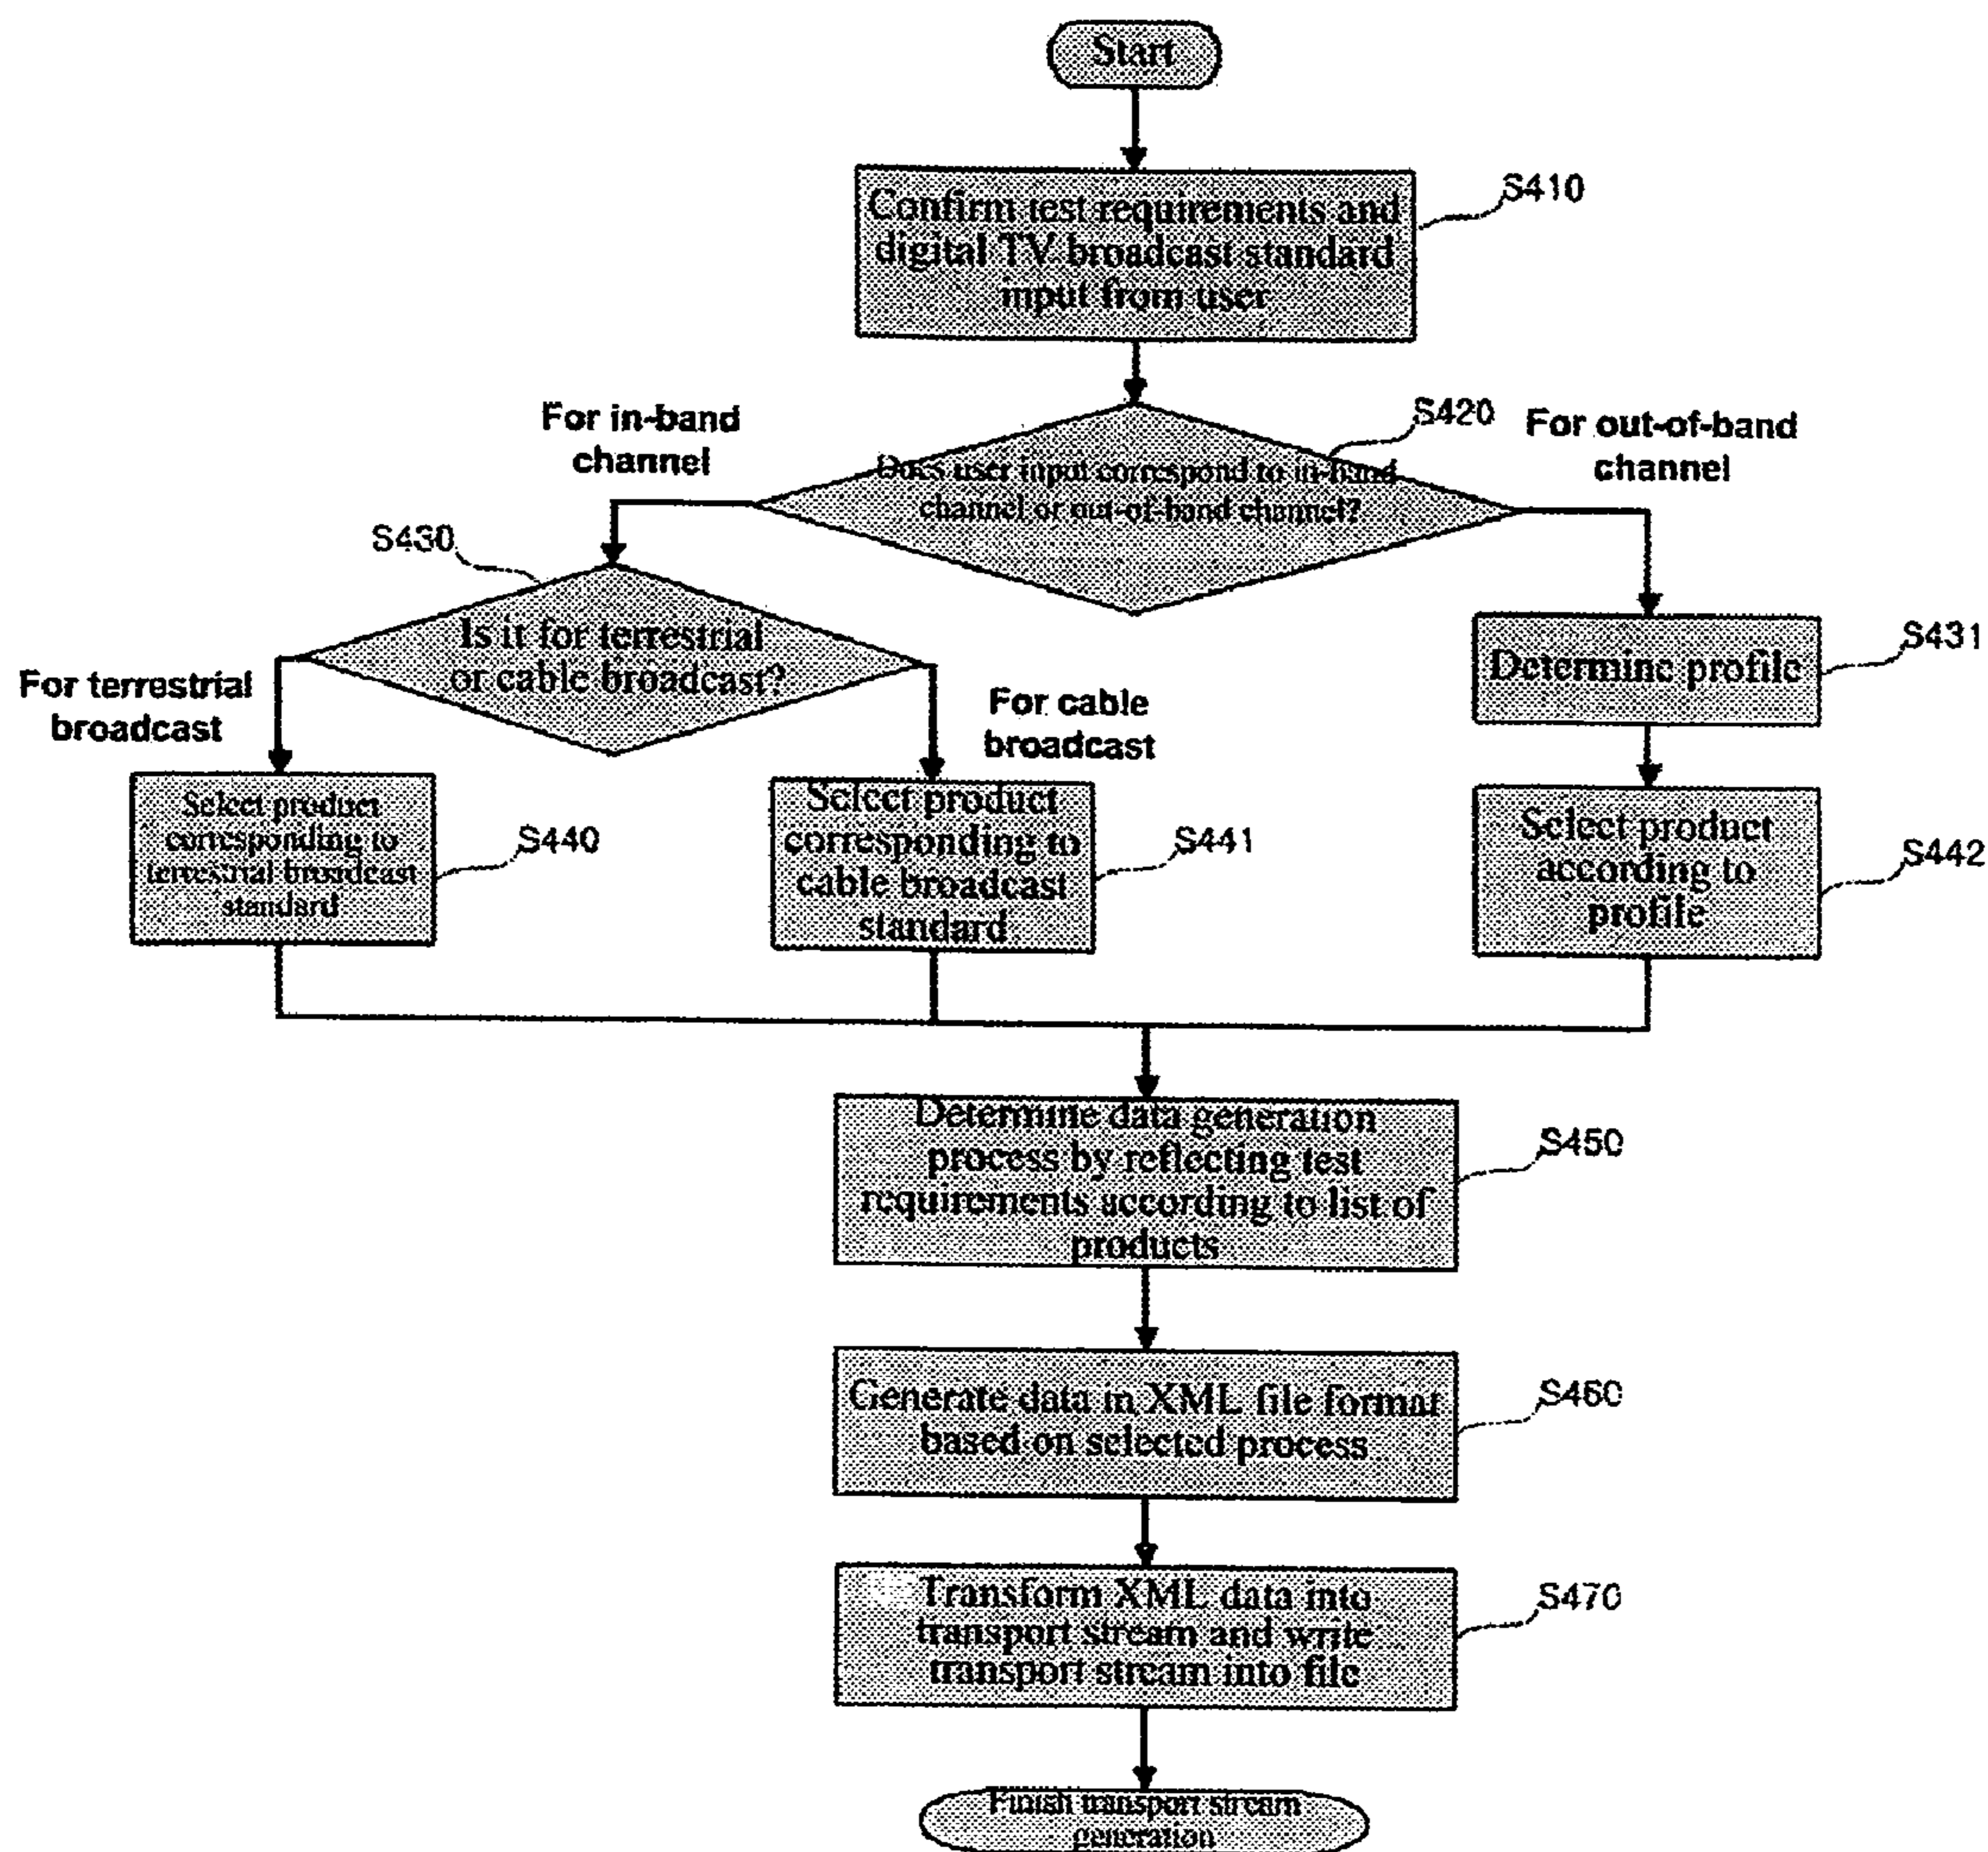 Start
Confirm test requirements and
digital TV broadcast standard
input from user
S410
For in-band
channel
S420
For out-of-band
channel
Does user input correspond to in-band
channel or out-of-band channel?
S430
Is it for terrestrial
or cable broadcast?
S431
Determine profile
For terrestrial
broadcast
For cable
broadcast
Select product
corresponding to
terrestrial broadcast
standard
S440
Select product
corresponding to
cable broadcast
standard
S441
Select product
according to
profile
S442
Determine data generation
process by reflecting test
requirements according to list of
products
S450
Generate data in XML file format
based on selected process
S460
Transform XML data into
transport stream and write
transport stream into file
S470
Finish transport stream
generation